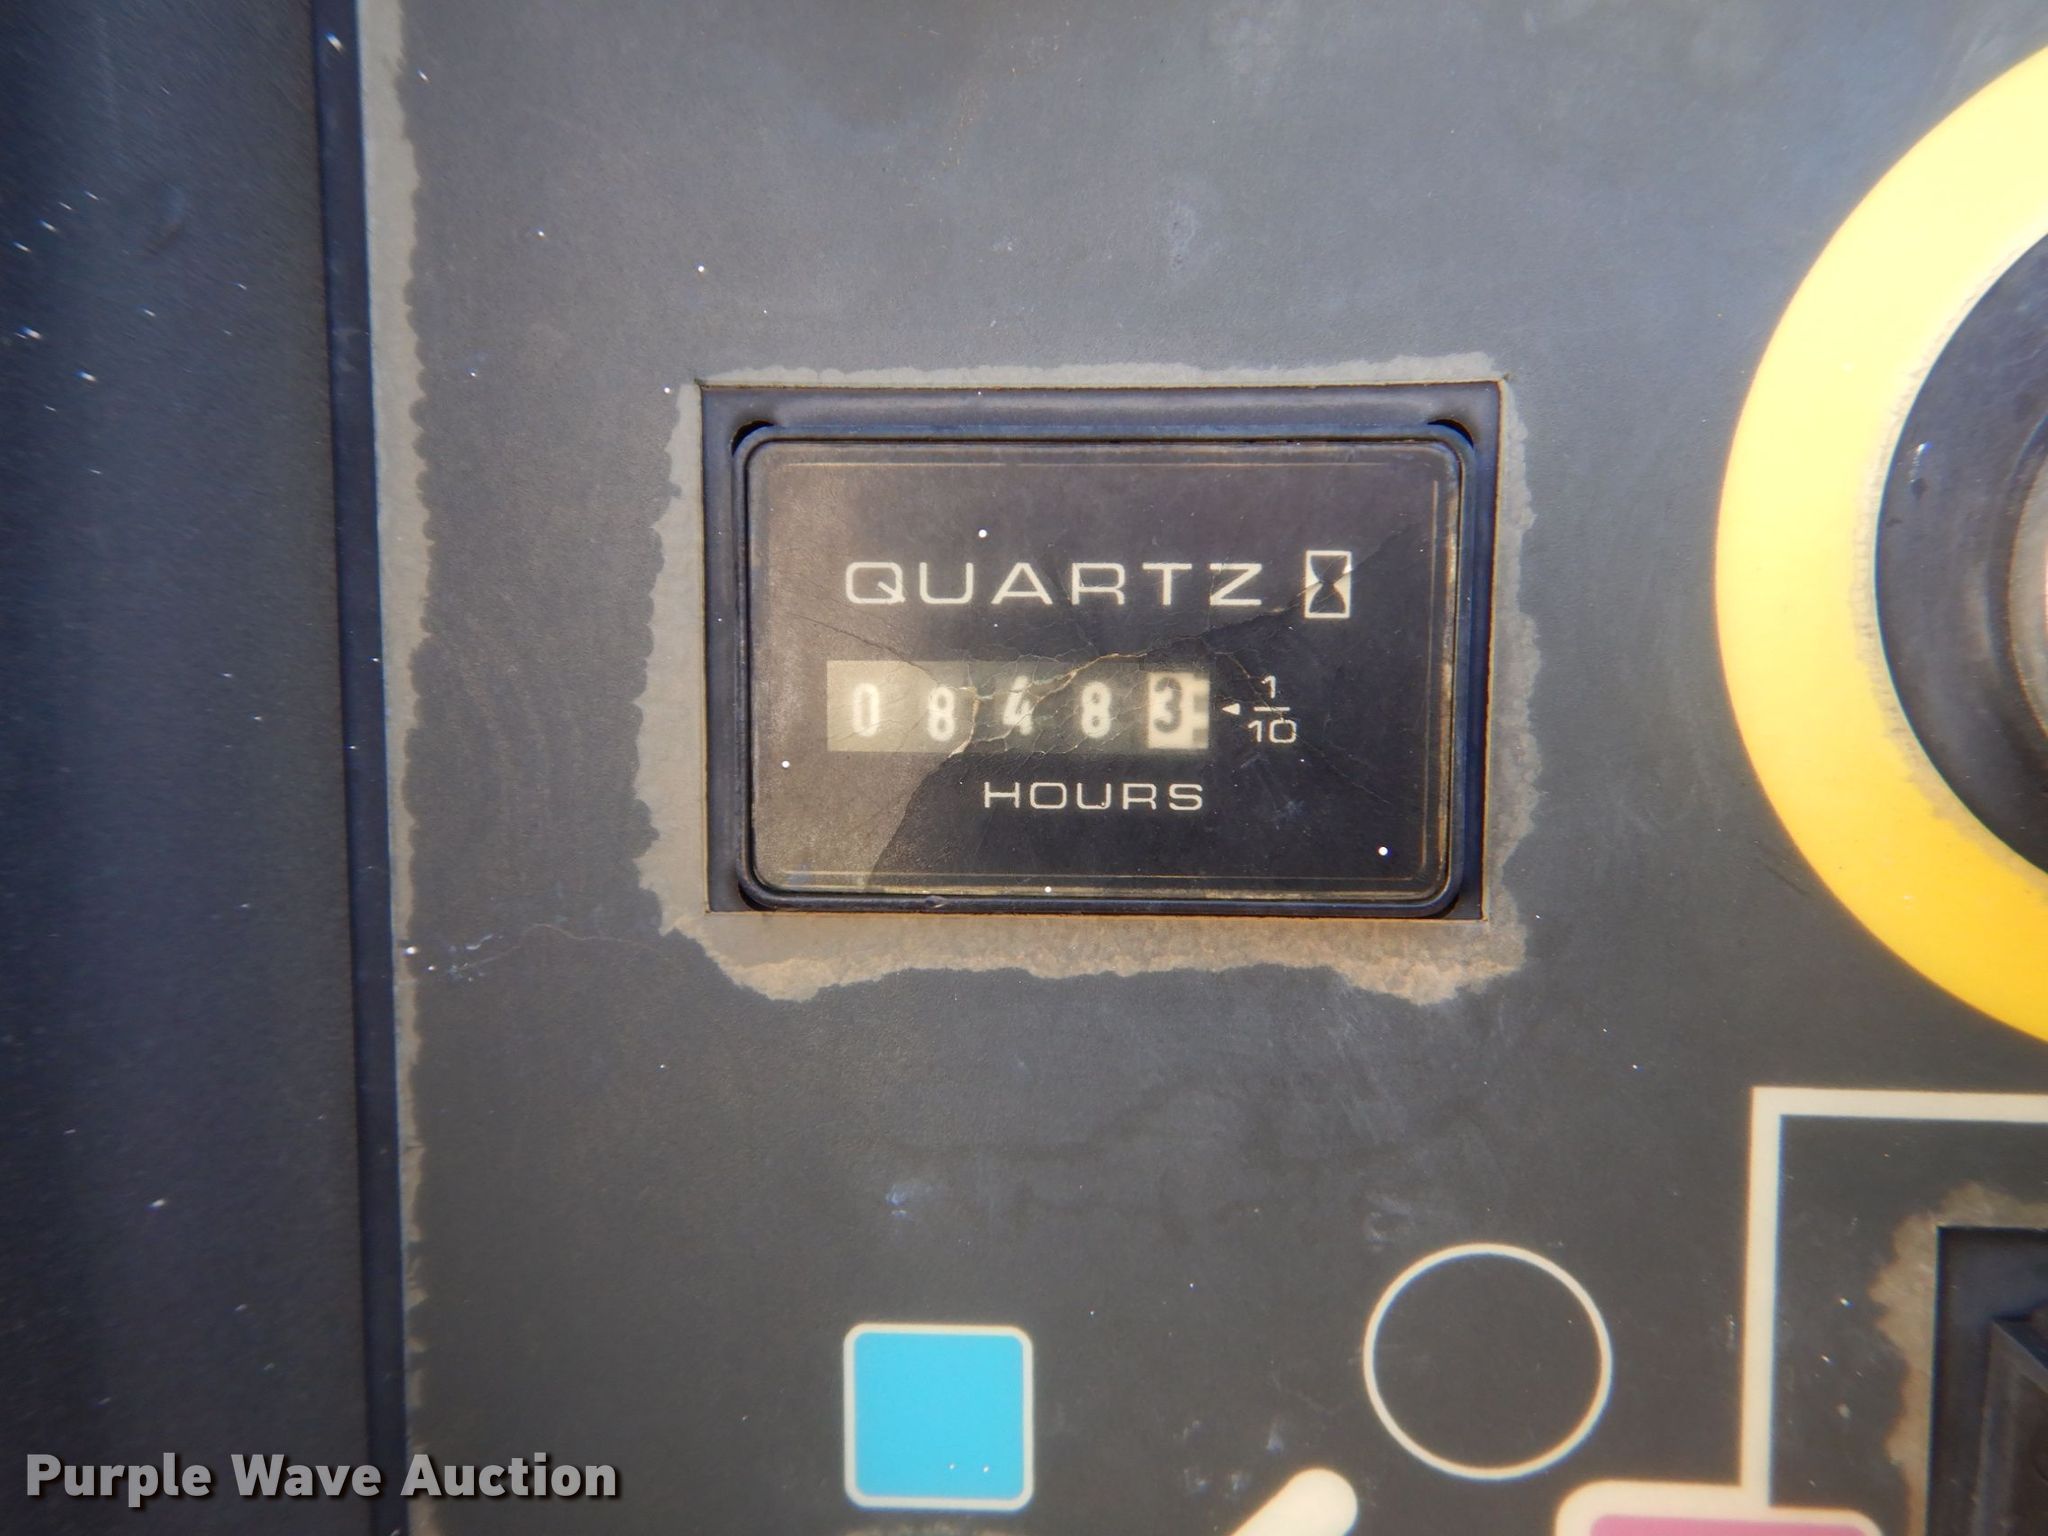 QUARTZ
08483 1/10
HOURS
Purple Wave Auction